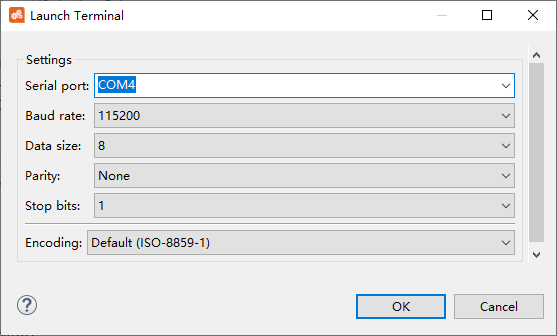 Launch Terminal
Settings
Serial port: COM4
Baud rate: 115200
Data size: 8
Parity: None
Stop bits: 1
Encoding: Default (ISO-8859-1)
? OK Cancel